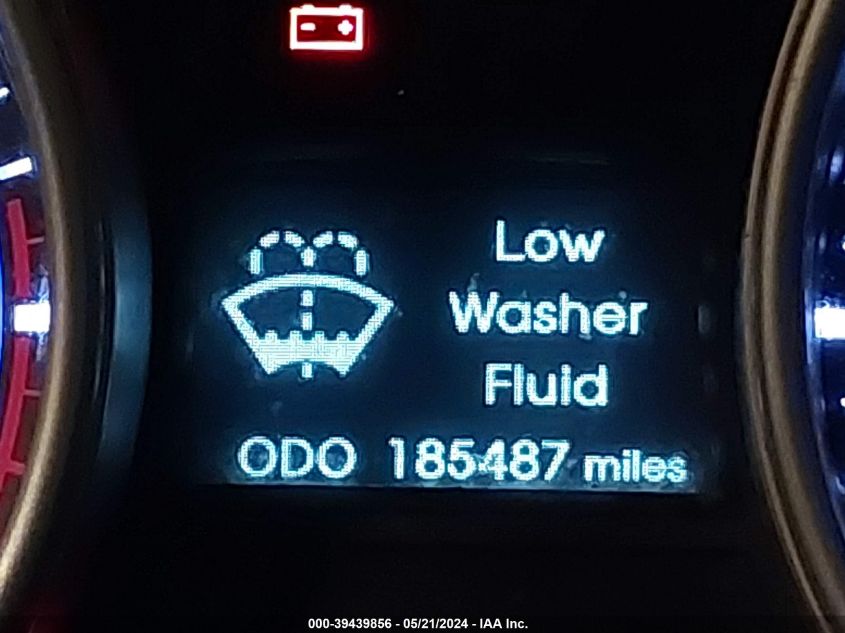 Low
Washer
Fluid
ODO 185487 miles
000-39439856 - 05/21/2024 - IAA Inc.